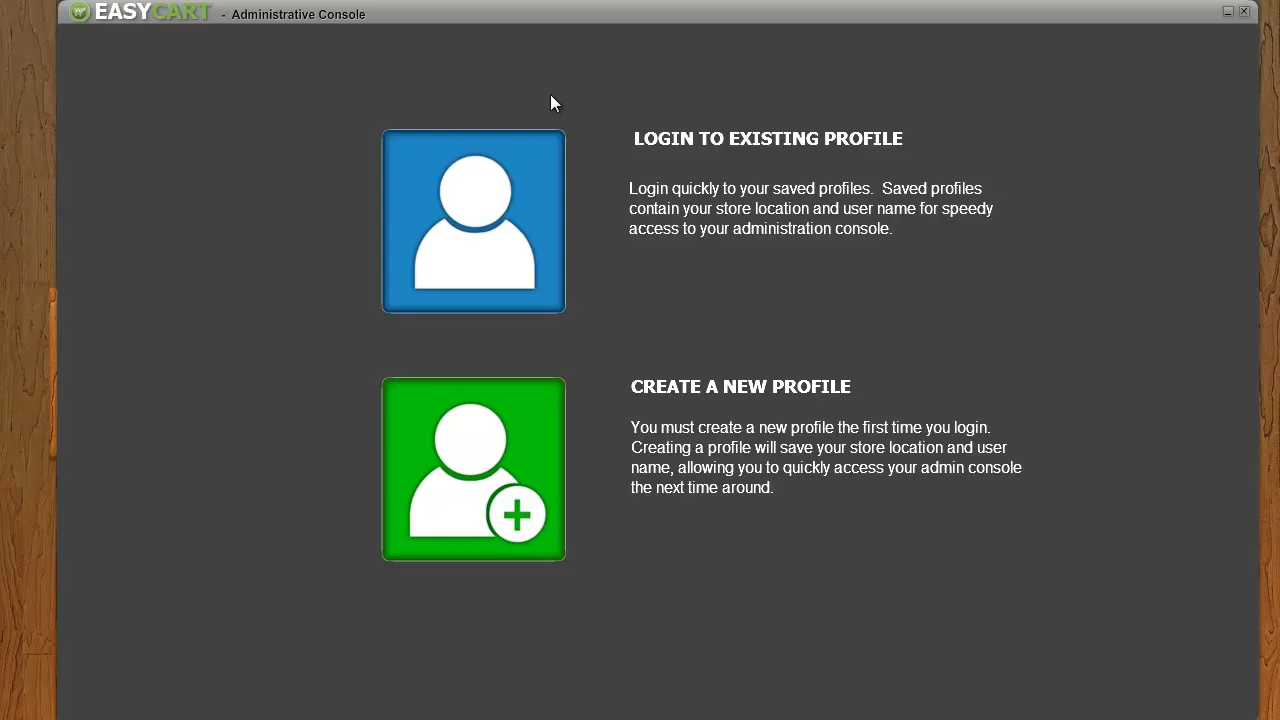 EASYCART - Administrative Console
LOGIN TO EXISTING PROFILE
Login quickly to your saved profiles.  Saved profiles
contain your store location and user name for speedy
access to your administration console.
CREATE A NEW PROFILE
You must create a new profile the first time you login.
Creating a profile will save your store location and user
name, allowing you to quickly access your admin console
the next time around.